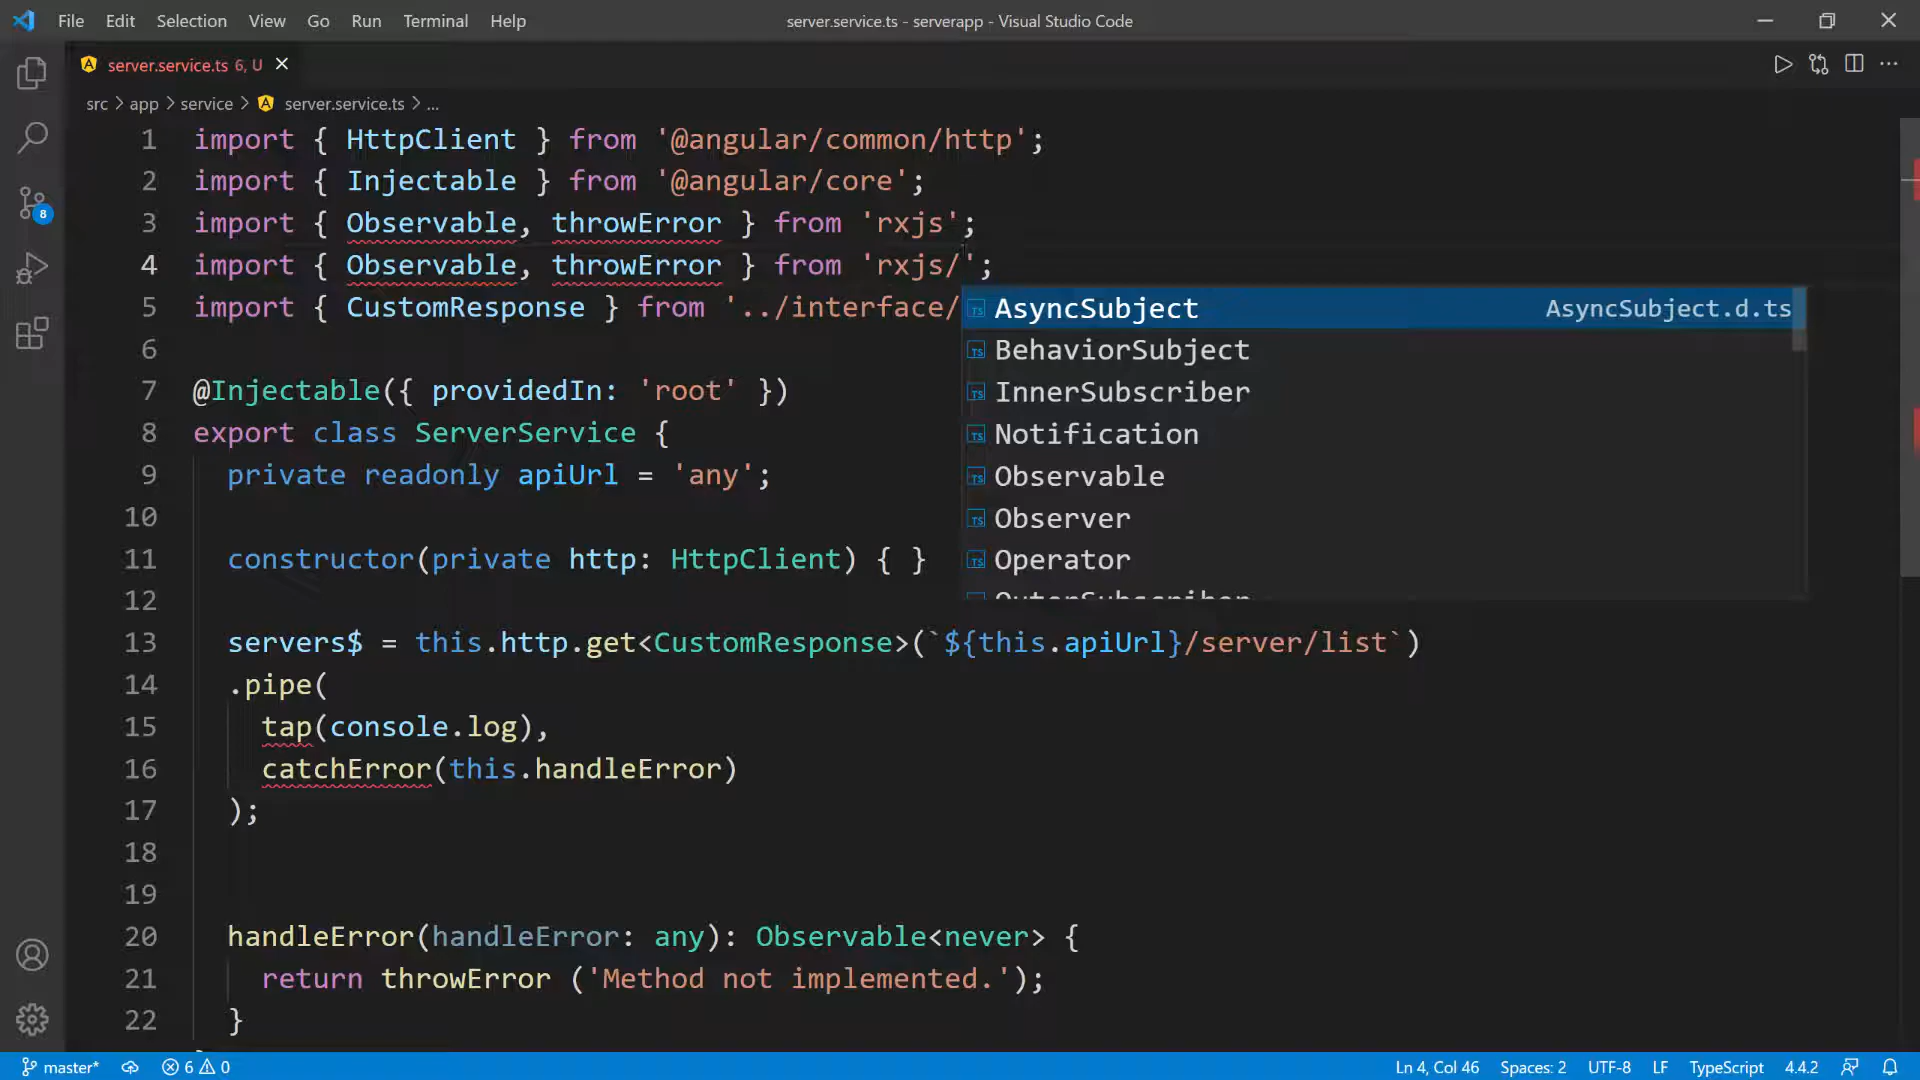 File Edit Selection View Go Run Terminal Help server.service.ts - serverapp - Visual Studio Code
server.service.ts 6, U
src > app > service > server.service.ts > ...
1 import { HttpClient } from '@angular/common/http';
2 import { Injectable } from '@angular/core';
3 import { Observable, throwError } from 'rxjs';
4 import { Observable, throwError } from 'rxjs/';
5 import { CustomResponse } from '../interface/
AsyncSubject AsyncSubject.d.ts
BehaviorSubject
InnerSubscriber
Notification
Observable
Observer
Operator
OuterSubscriber
6
7 @Injectable({ providedIn: 'root' })
8 export class ServerService {
9 private readonly apiUrl = 'any';
10
11 constructor(private http: HttpClient) { }
12
13 servers$ = this.http.get<CustomResponse>(`${this.apiUrl}/server/list`)
14 .pipe(
15 tap(console.log),
16 catchError(this.handleError)
17 );
18
19
20 handleError(handleError: any): Observable<never> {
21 return throwError ('Method not implemented.');
22 }
8
master* 6 0 Ln 4, Col 46 Spaces: 2 UTF-8 LF TypeScript 4.4.2